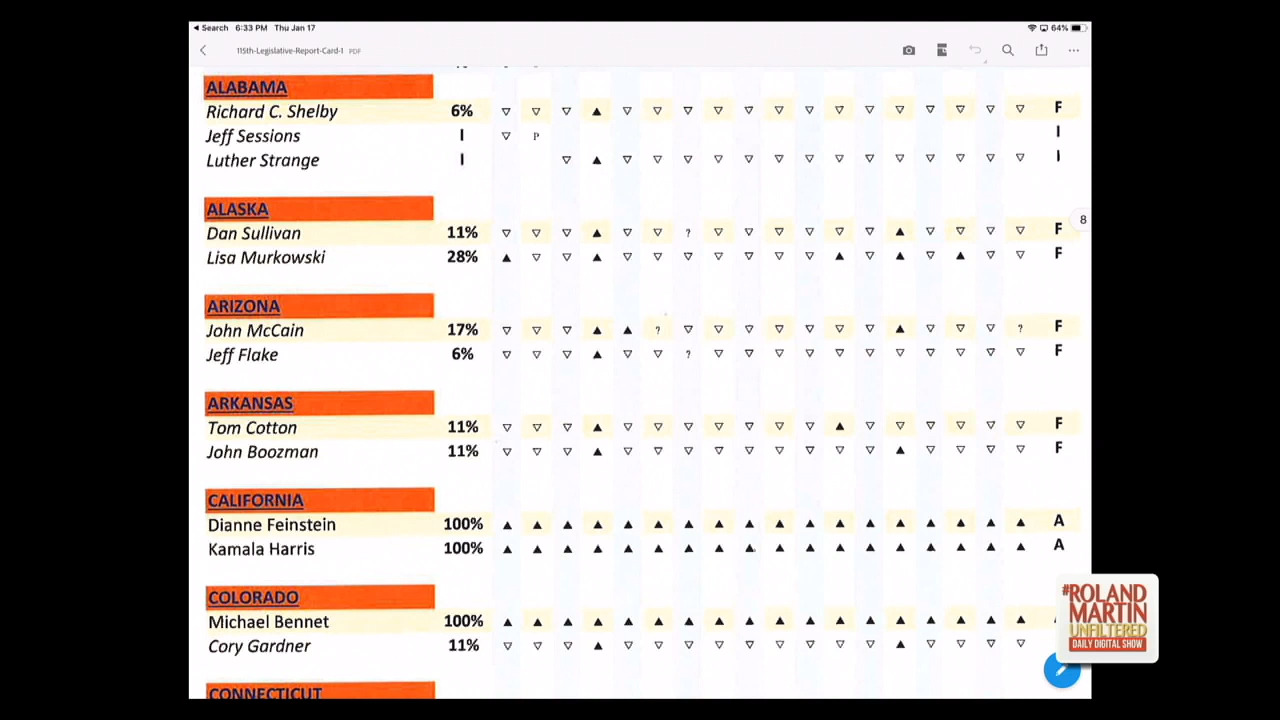 Search 6:33 PM Thu Jan 17 64%
115th-Legislative-Report-Card-1 PDF
ALABAMA
Richard C. Shelby 6% ▽ ▽ ▽ ▲ ▽ ▽ ▽ ▽ ▽ ▽ ▽ ▽ ▽ ▽ ▽ ▽ ▽ ▽ F
Jeff Sessions I ▽ P I
Luther Strange I ▽ ▲ ▽ ▽ ▽ ▽ ▽ ▽ ▽ ▽ ▽ ▽ ▽ ▽ ▽ ▽ I
ALASKA
8
Dan Sullivan 11% ▽ ▽ ▽ ▲ ▽ ▽ ? ▽ ▽ ▽ ▽ ▽ ▽ ▲ ▽ ▽ ▽ ▽ F
Lisa Murkowski 28% ▲ ▽ ▽ ▲ ▽ ▽ ▽ ▽ ▽ ▽ ▽ ▲ ▽ ▲ ▽ ▲ ▽ ▽ F
ARIZONA
John McCain 17% ▽ ▽ ▽ ▲ ▲ ? ▽ ▽ ▽ ▽ ▽ ▽ ▽ ▲ ▽ ▽ ▽ ? F
Jeff Flake 6% ▽ ▽ ▽ ▲ ▽ ▽ ? ▽ ▽ ▽ ▽ ▽ ▽ ▽ ▽ ▽ ▽ ▽ F
ARKANSAS
Tom Cotton 11% ▽ ▽ ▽ ▲ ▽ ▽ ▽ ▽ ▽ ▽ ▽ ▲ ▽ ▽ ▽ ▽ ▽ ▽ F
John Boozman 11% ▽ ▽ ▽ ▲ ▽ ▽ ▽ ▽ ▽ ▽ ▽ ▽ ▽ ▲ ▽ ▽ ▽ ▽ F
CALIFORNIA
Dianne Feinstein 100% ▲ ▲ ▲ ▲ ▲ ▲ ▲ ▲ ▲ ▲ ▲ ▲ ▲ ▲ ▲ ▲ ▲ ▲ A
Kamala Harris 100% ▲ ▲ ▲ ▲ ▲ ▲ ▲ ▲ ▲ ▲ ▲ ▲ ▲ ▲ ▲ ▲ ▲ ▲ A
COLORADO
Michael Bennet 100% ▲ ▲ ▲ ▲ ▲ ▲ ▲ ▲ ▲ ▲ ▲ ▲ ▲ ▲ ▲ ▲ ▲ ▲
Cory Gardner 11% ▽ ▽ ▽ ▲ ▽ ▽ ▽ ▽ ▽ ▽ ▽ ▽ ▽ ▲ ▽ ▽ ▽ ▽
CONNECTICUT
#ROLAND
MARTIN
UNFILTERED
DAILY DIGITAL SHOW